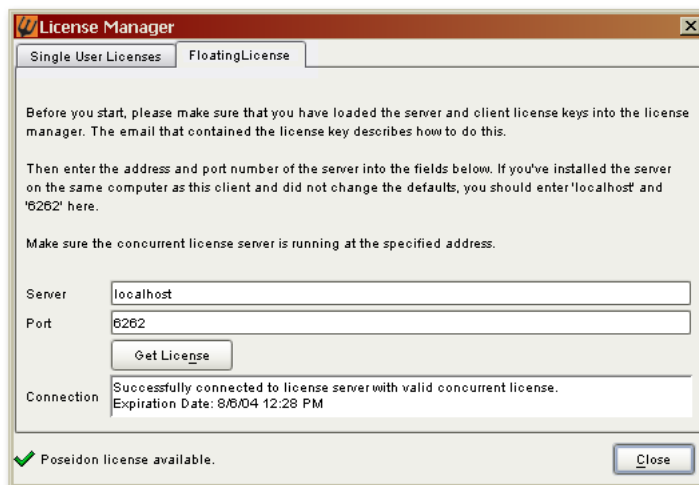 License Manager
Single User Licenses
FloatingLicense
Before you start, please make sure that you have loaded the server and client license keys into the license
manager. The email that contained the license key describes how to do this.
Then enter the address and port number of the server into the fields below. If you've installed the server
on the same computer as this client and did not change the defaults, you should enter 'localhost' and
'6262' here.
Make sure the concurrent license server is running at the specified address.
Server
localhost
Port
6262
Get License
Connection
Successfully connected to license server with valid concurrent license.
Expiration Date: 8/6/04 12:28 PM
Poseidon license available.
Close